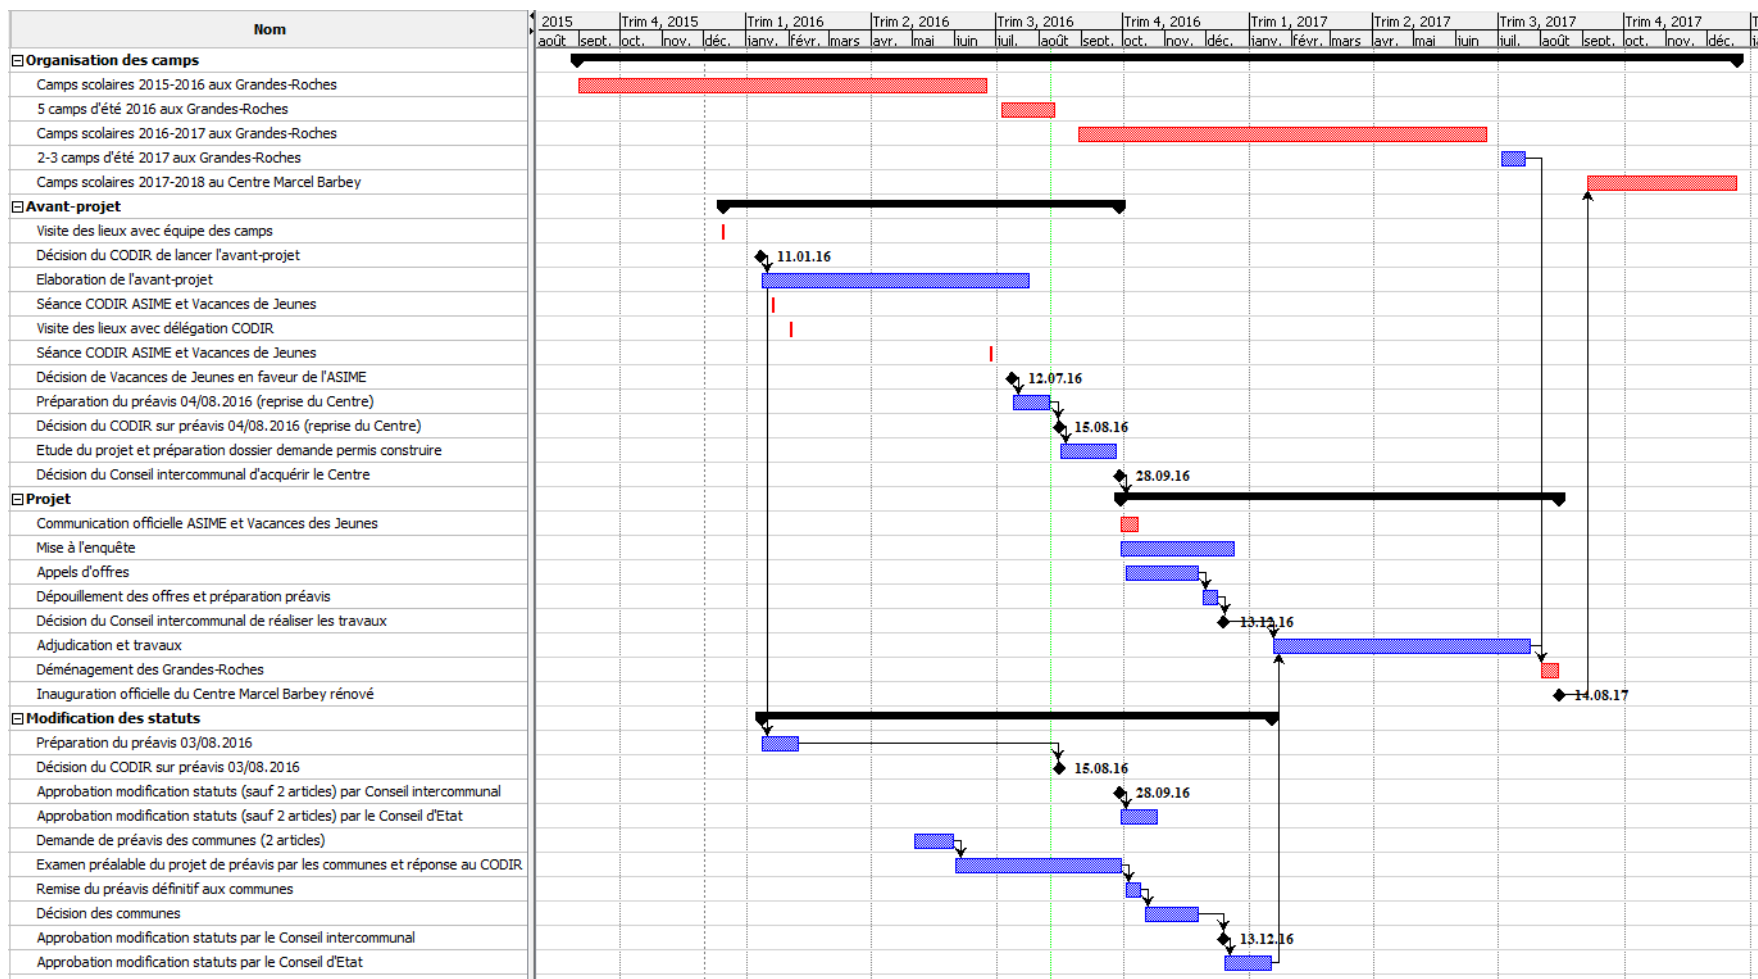 Nom
2015 Trim 4, 2015 Trim 1, 2016 Trim 2, 2016 Trim 3, 2016 Trim 4, 2016 Trim 1, 2017 Trim 2, 2017 Trim 3, 2017 Trim 4, 2017
août sept. oct. nov. déc. janv. févr. mars avr. mai juin juil. août sept. oct. nov. déc. janv. févr. mars avr. mai juin juil. août sept. oct. nov. déc.
Organisation des camps
Camps scolaires 2015-2016 aux Grandes-Roches
5 camps d'été 2016 aux Grandes-Roches
Camps scolaires 2016-2017 aux Grandes-Roches
2-3 camps d'été 2017 aux Grandes-Roches
Camps scolaires 2017-2018 au Centre Marcel Barbey
Avant-projet
Visite des lieux avec équipe des camps
Décision du CODIR de lancer l'avant-projet 11.01.16
Elaboration de l'avant-projet
Séance CODIR ASIME et Vacances de Jeunes
Visite des lieux avec délégation CODIR
Séance CODIR ASIME et Vacances de Jeunes
Décision de Vacances de Jeunes en faveur de l'ASIME 12.07.16
Préparation du préavis 04/08.2016 (reprise du Centre)
Décision du CODIR sur préavis 04/08.2016 (reprise du Centre) 15.08.16
Etude du projet et préparation dossier demande permis construire
Décision du Conseil intercommunal d'acquérir le Centre 28.09.16
Projet
Communication officielle ASIME et Vacances des Jeunes
Mise à l'enquête
Appels d'offres
Dépouillement des offres et préparation préavis
Décision du Conseil intercommunal de réaliser les travaux 13.12.16
Adjudication et travaux
Déménagement des Grandes-Roches
Inauguration officielle du Centre Marcel Barbey rénové 14.08.17
Modification des statuts
Préparation du préavis 03/08.2016
Décision du CODIR sur préavis 03/08.2016 15.08.16
Approbation modification statuts (sauf 2 articles) par Conseil intercommunal 28.09.16
Approbation modification statuts (sauf 2 articles) par le Conseil d'Etat
Demande de préavis des communes (2 articles)
Examen préalable du projet de préavis par les communes et réponse au CODIR
Remise du préavis définitif aux communes
Décision des communes
Approbation modification statuts par le Conseil intercommunal 13.12.16
Approbation modification statuts par le Conseil d'Etat